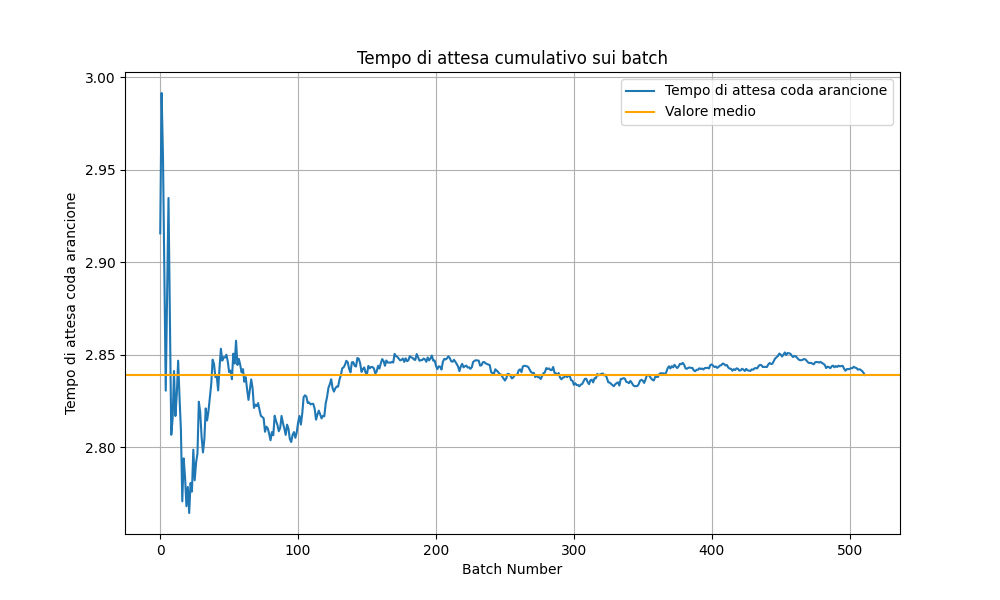 Tempo di attesa cumulativo sui batch
Tempo di attesa coda arancione
Valore medio
Tempo di attesa coda arancione
3.00
2.95
2.90
2.85
2.80
0
100
200
300
400
500
Batch Number